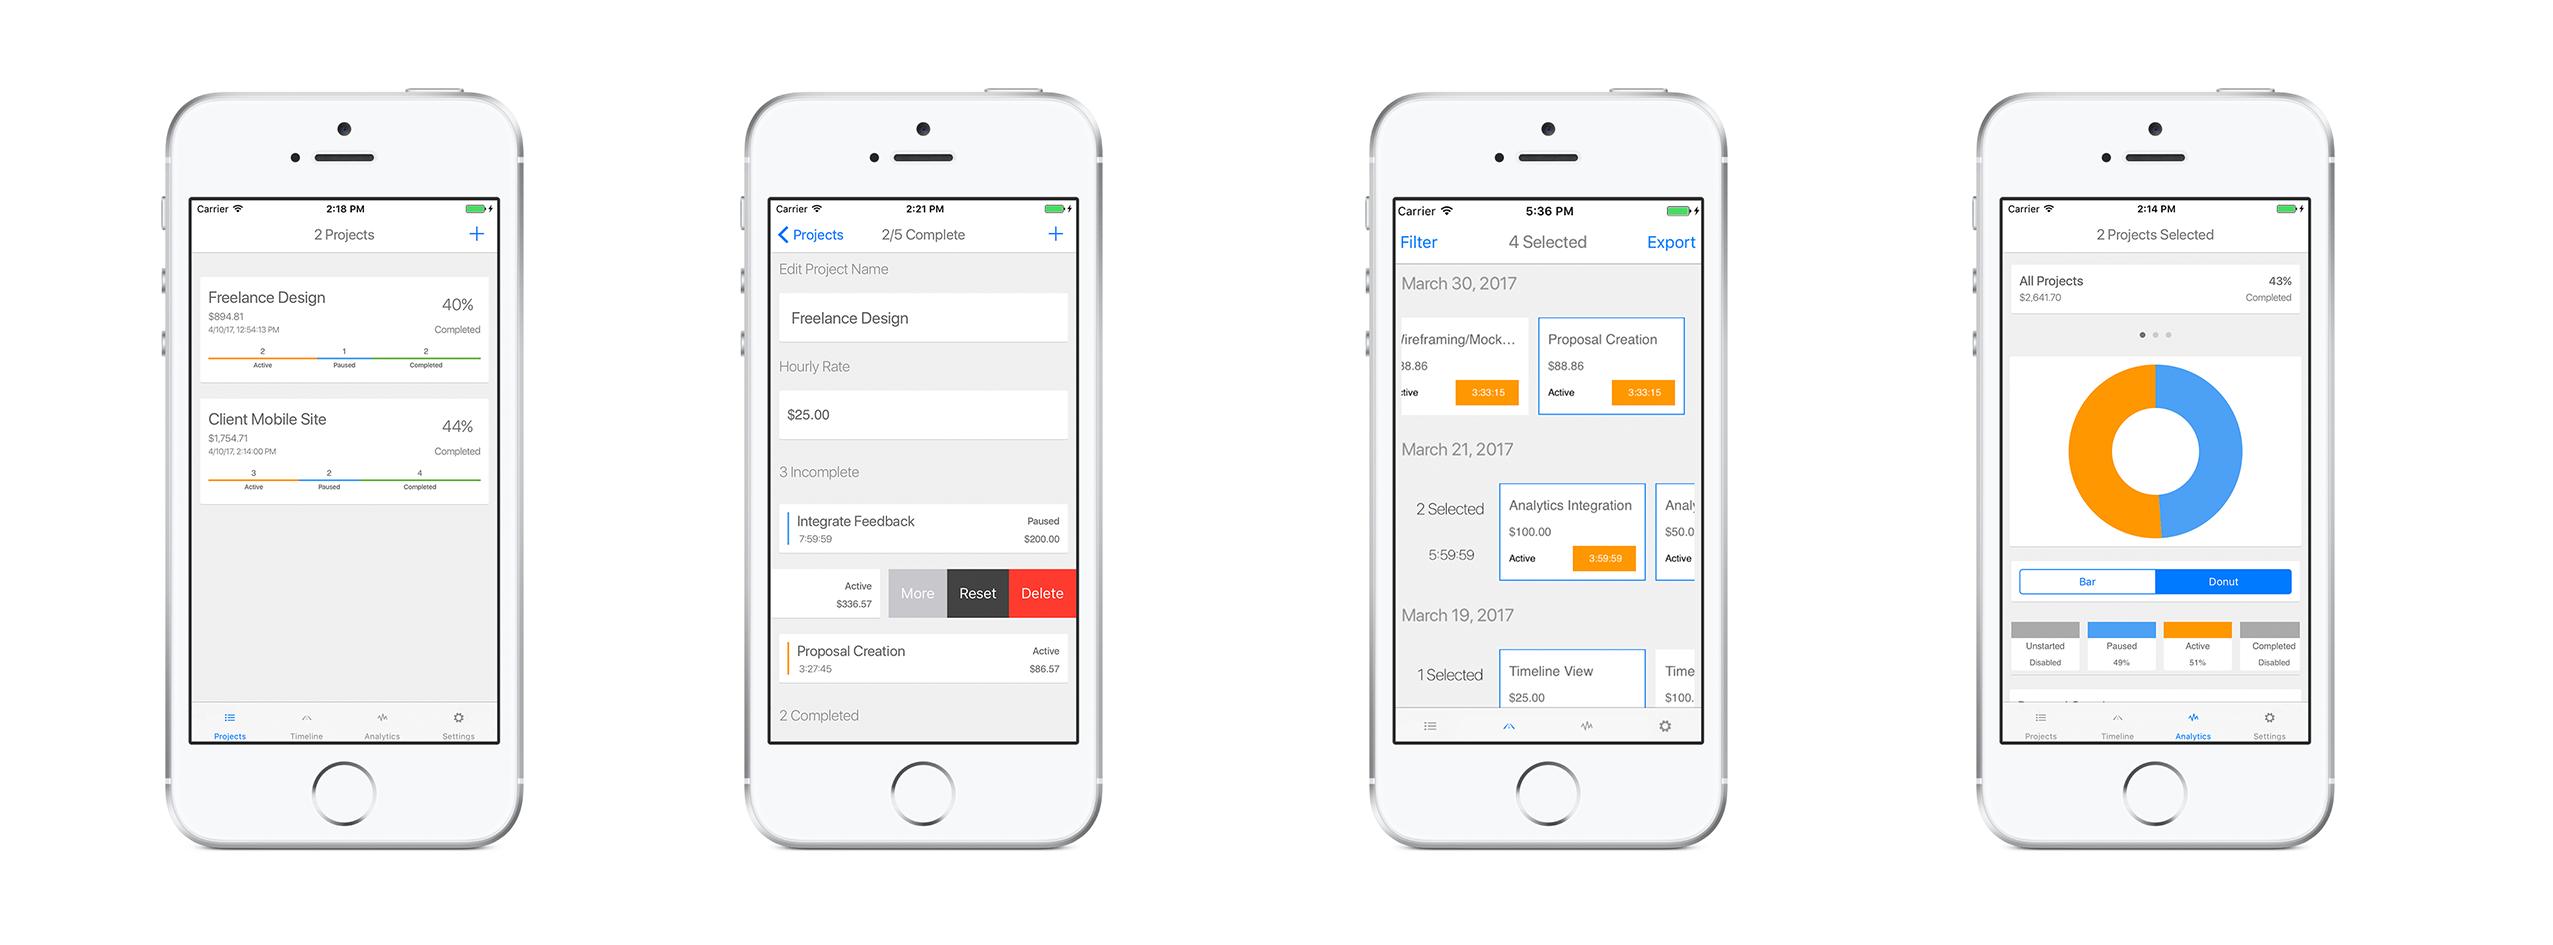 Carrier 2:18 PM
2 Projects +
Freelance Design
40%
$894.81
4/10/17, 12:54:13 PM
Completed
2 1 2
Active Paused Completed
Client Mobile Site
44%
$1,754.71
4/10/17, 2:14:00 PM
Completed
3 2 4
Active Paused Completed
Projects Timeline Analytics Settings
Carrier 2:21 PM
Projects 2/5 Complete +
Edit Project Name
Freelance Design
Hourly Rate
$25.00
3 Incomplete
Integrate Feedback Paused
7:59:59 $200.00
Active
$336.57
More Reset Delete
Proposal Creation Active
3:27:45 $86.57
2 Completed
Carrier 5:36 PM
Filter 4 Selected Export
March 30, 2017
/ireframing/Mock... Proposal Creation
38.86 $88.86
tive 3:33:15 Active 3:33:15
March 21, 2017
2 Selected
5:59:59
Analytics Integration Analy
$100.00 $50.0
Active 3:59:59 Active
March 19, 2017
1 Selected
Timeline View Time
$25.00 $100.
Carrier 2:14 PM
2 Projects Selected
All Projects 43%
$2,641.70 Completed
Bar Donut
Unstarted Paused Active Completed
Disabled 49% 51% Disabled
Projects Timeline Analytics Settings